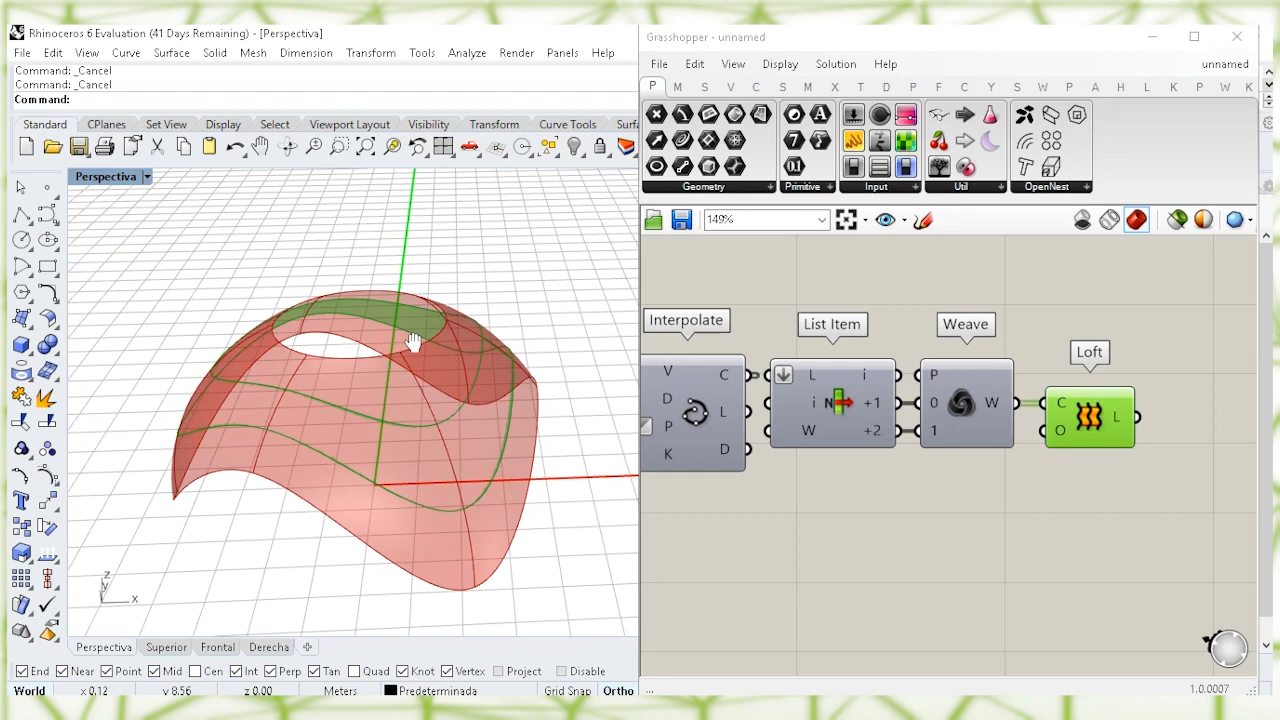 Rhinoceros 6 Evaluation (41 Days Remaining) - [Perspectiva]
File Edit View Curve Surface Solid Mesh Dimension Transform Tools Analyze Render Panels Help
Command: _Cancel
Command: _Cancel
Command:
Standard CPlanes Set View Display Select Viewport Layout Visibility Transform Curve Tools Surfa
Perspectiva
z
y
x
Perspectiva Superior Frontal Derecha
End Near Point Mid Cen Int Perp Tan Quad Knot Vertex Project Disable
World x 0.12 y 8.56 z 0.00 Meters Predeterminada Grid Snap Ortho
Grasshopper - unnamed
File Edit View Display Solution Help unnamed
P M S V C S M X T D P F C Y S W P A H L K P W K
Geometry Primitive Input Util OpenNest
149%
Interpolate List Item Weave Loft
V D P K C L D
L i W i +1 +2
N
P 0 1 W
C O L
...
1.0.0007